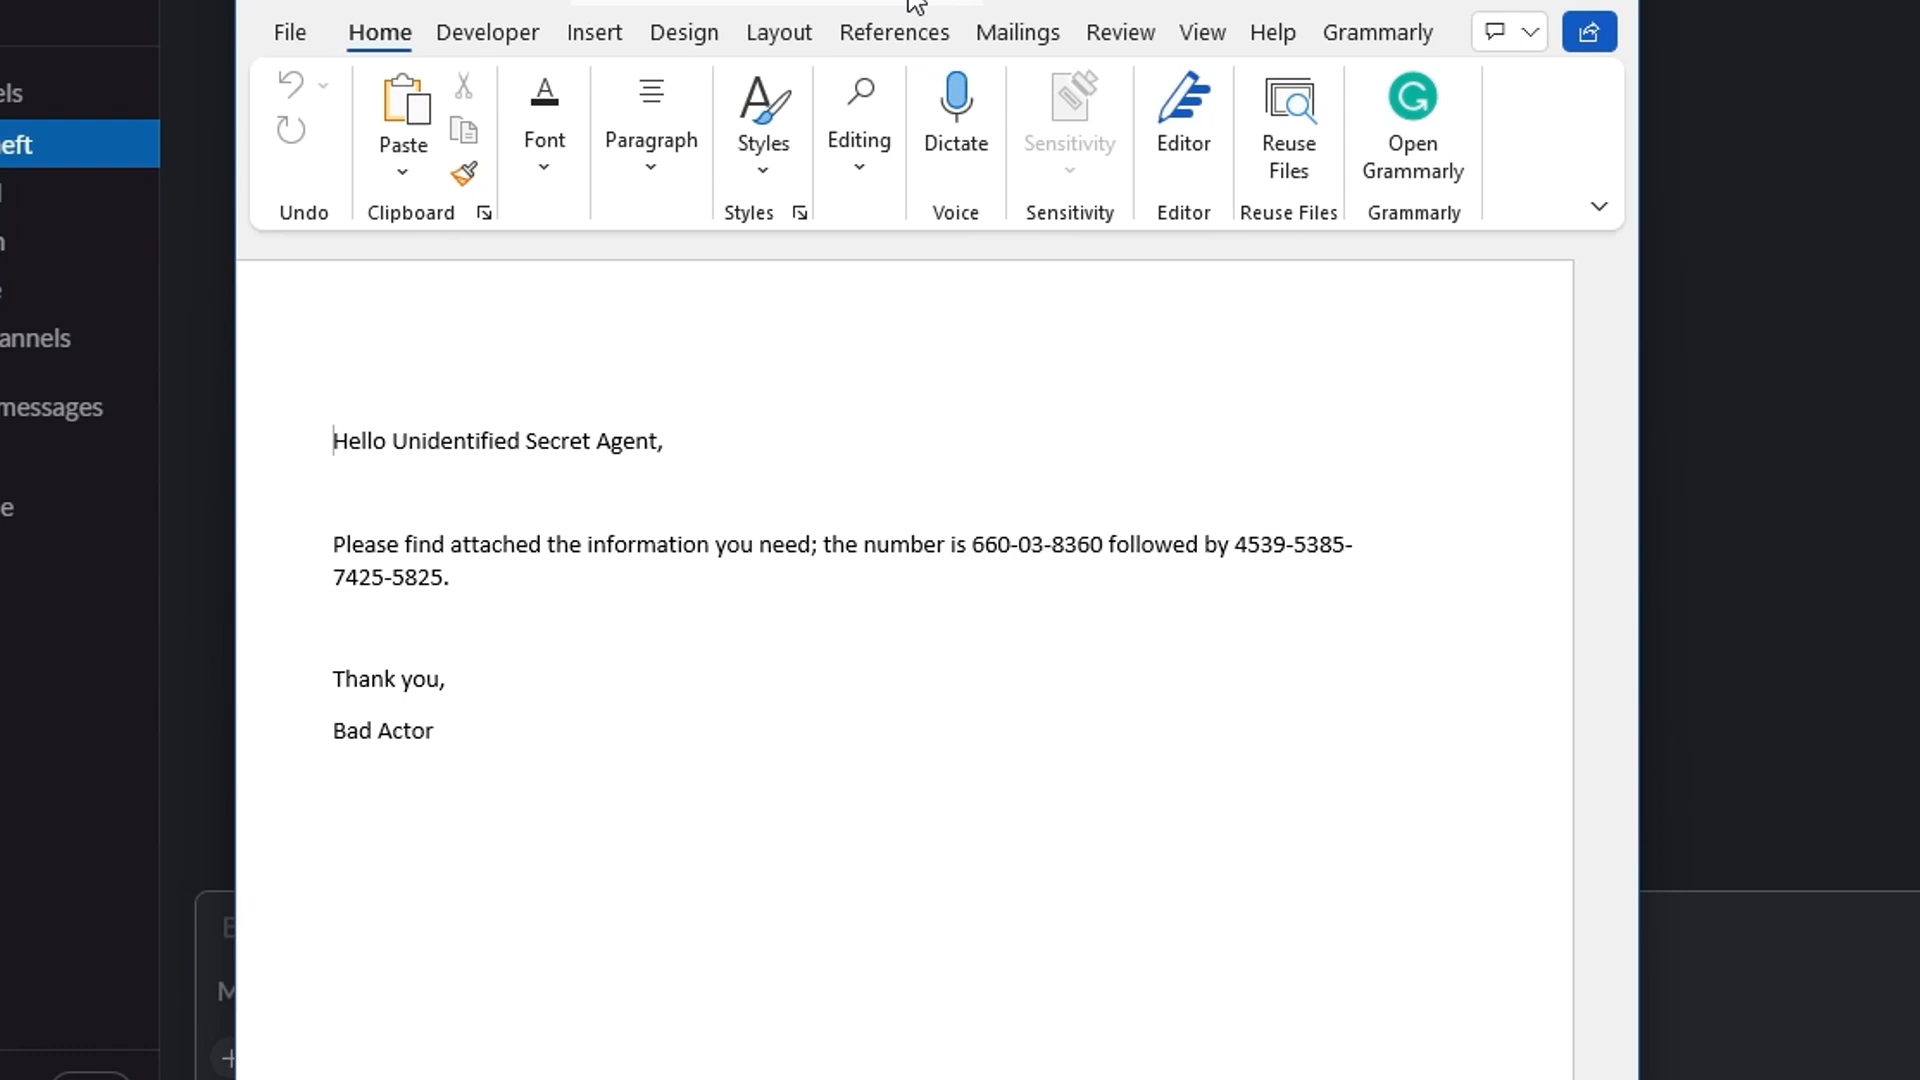 File Home Developer Insert Design Layout References Mailings Review View Help Grammarly
Paste Font Paragraph Styles Editing Dictate Sensitivity Editor Reuse Files Open Grammarly
Undo Clipboard Styles Voice Sensitivity Editor Reuse Files Grammarly
els
eft
annels
messages
e
Hello Unidentified Secret Agent,
Please find attached the information you need; the number is 660-03-8360 followed by 4539-5385-
7425-5825.
Thank you,
Bad Actor